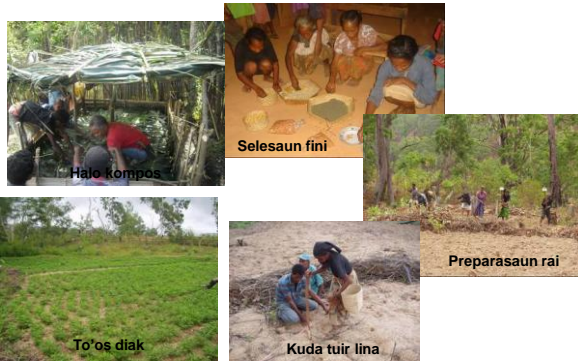 Halo kompos
Selesaun fini
Preparasaun rai
To'os diak
Kuda tuir lina